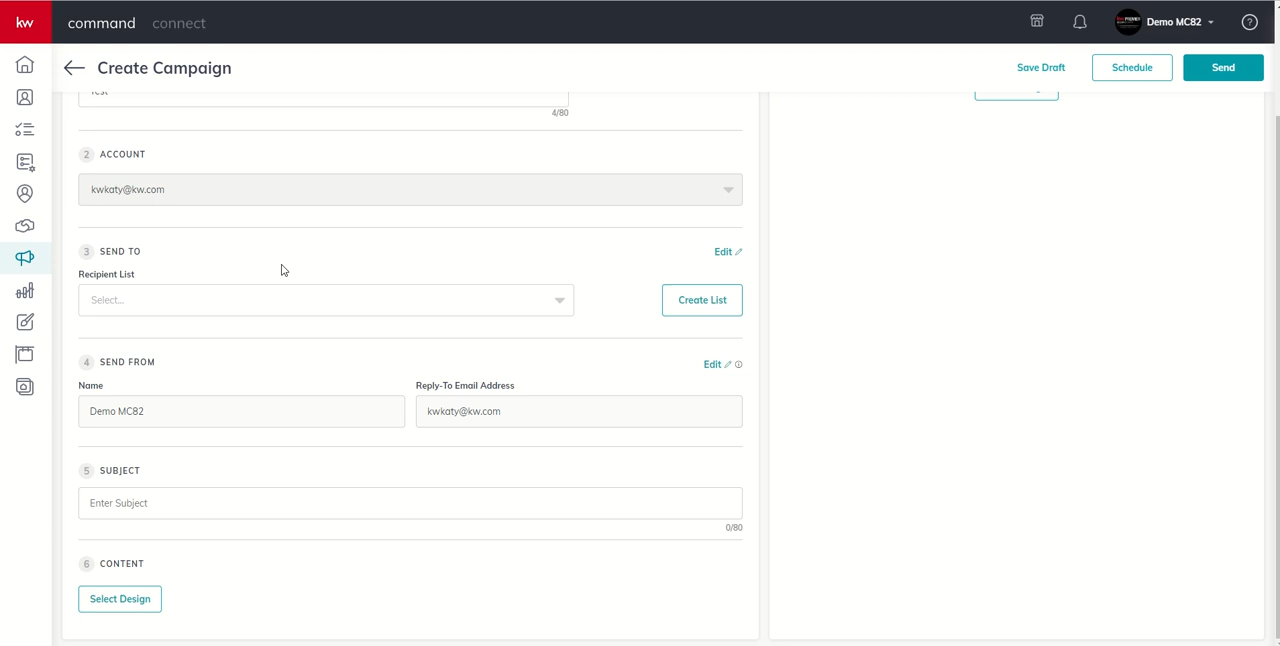 kw command connect Demo MC82
Create Campaign Save Draft Schedule Send
Test
4/80
2 ACCOUNT
kwkaty@kw.com
3 SEND TO Edit
Recipient List
Select... Create List
4 SEND FROM Edit
Name Reply-To Email Address
Demo MC82 kwkaty@kw.com
5 SUBJECT
Enter Subject
0/80
6 CONTENT
Select Design